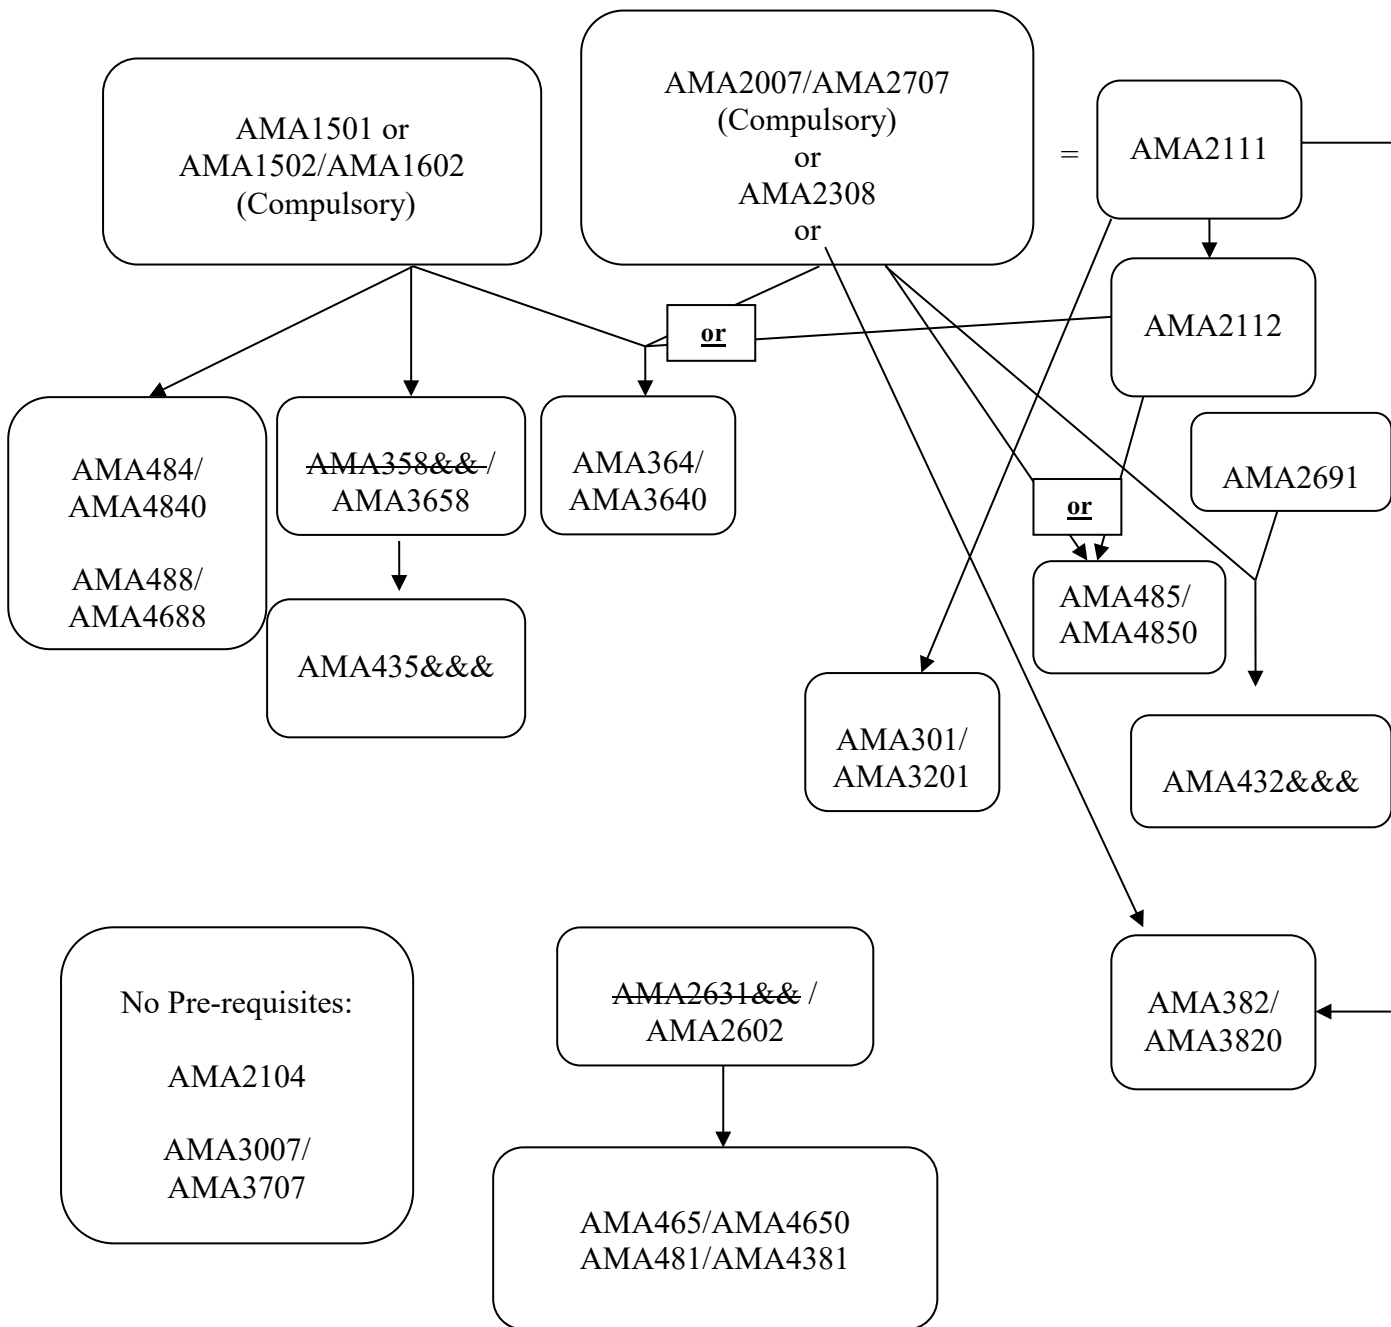 AMA1501 or
AMA1502/AMA1602
(Compulsory)
AMA2007/AMA2707
(Compulsory)
or
AMA2308
or
=
AMA2111
or
AMA2112
AMA484/
AMA4840
AMA488/
AMA4688
AMA358&& /
AMA3658
AMA364/
AMA3640
AMA2691
or
AMA485/
AMA4850
AMA435&&&
AMA301/
AMA3201
AMA432&&&
No Pre-requisites:
AMA2104
AMA3007/
AMA3707
AMA2631&& /
AMA2602
AMA382/
AMA3820
AMA465/AMA4650
AMA481/AMA4381